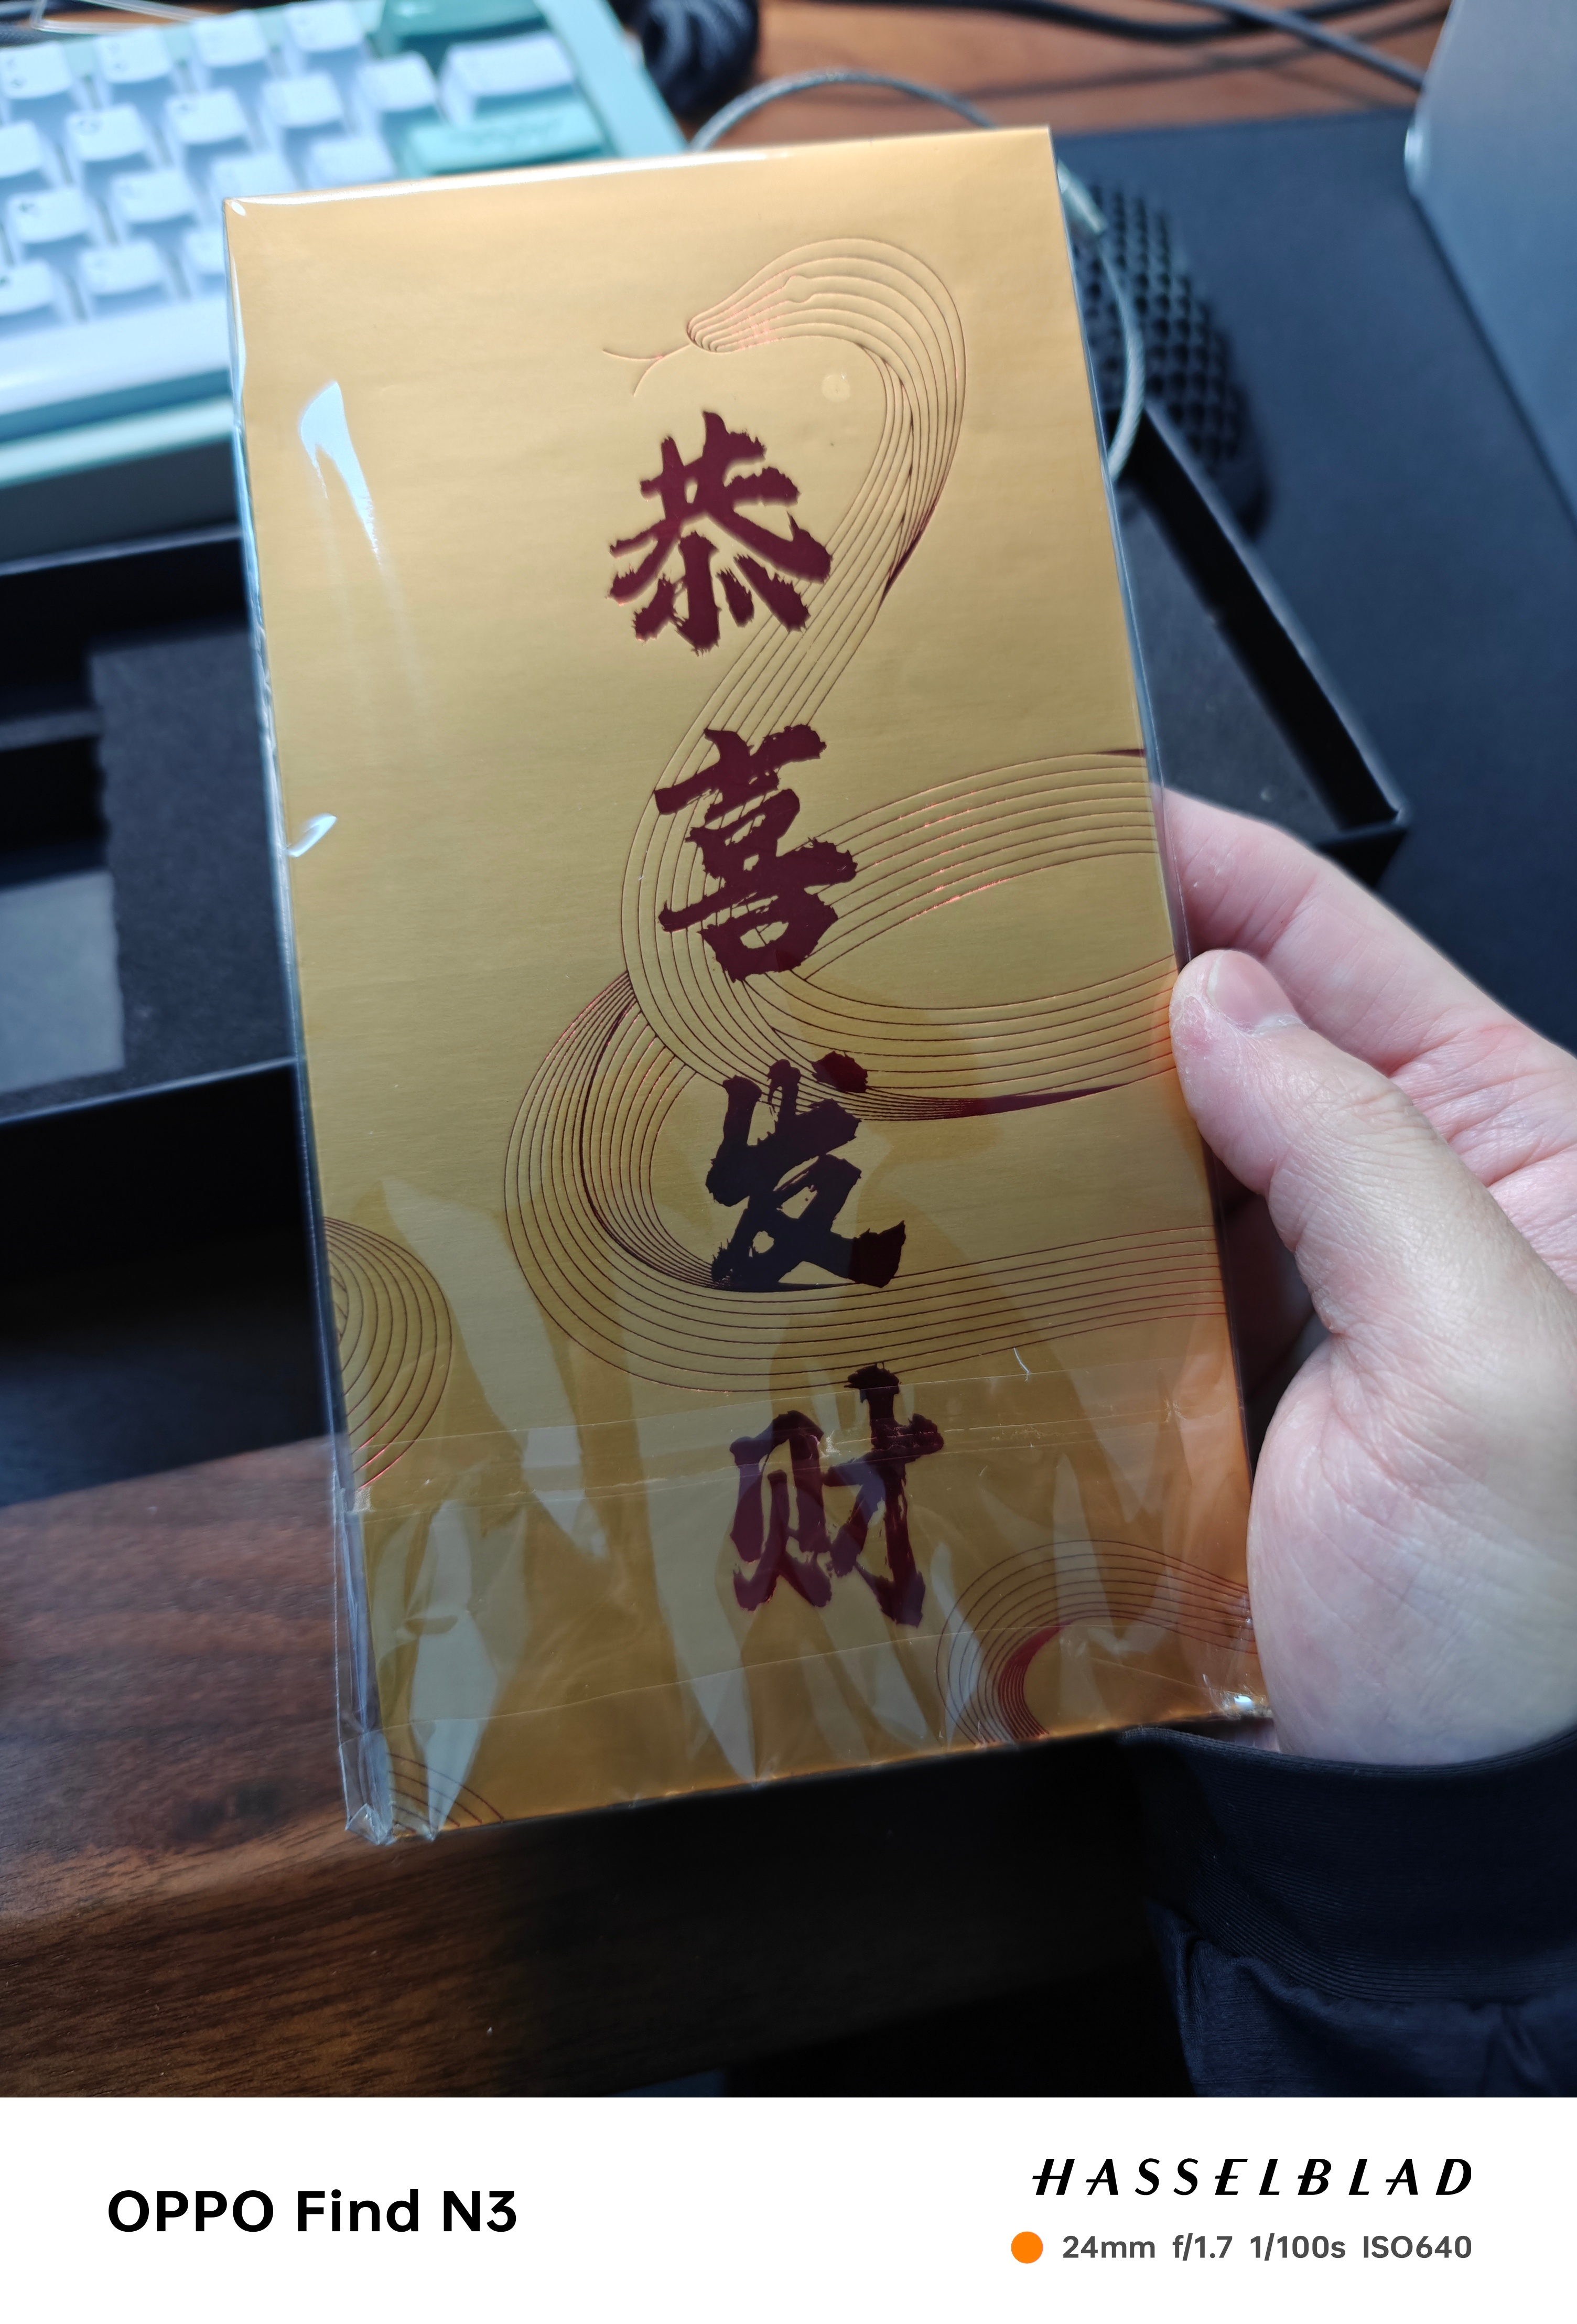 恭喜发财
OPPO Find N3
HASSELBLAD
24mm f/1.7 1/100s ISO640